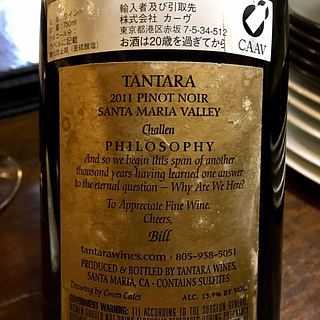 輸入者及び引取先
株式会社 カーヴ
東京都港区赤坂 7-5-34-512
お酒は20歳を過ぎてから
750ml
CAAV
TANTARA
2011 PINOT NOIR
SANTA MARIA VALLEY
Challen
PHILOSOPHY
And so we begin this span of another
thousand years having learned one answer
to the eternal question — Why Are We Here?
To Appreciate Fine Wine.
Cheers,
Bill
tantarawines.com · 805-938-5051
PRODUCED & BOTTLED BY TANTARA WINES,
SANTA MARIA, CA · CONTAINS SULFITES
Drawing by Gwen Cates
ALC. 13.9% BY VOL.
GOVERNMENT WARNING: (1) ACCORDING TO THE SURGEON GENERAL,